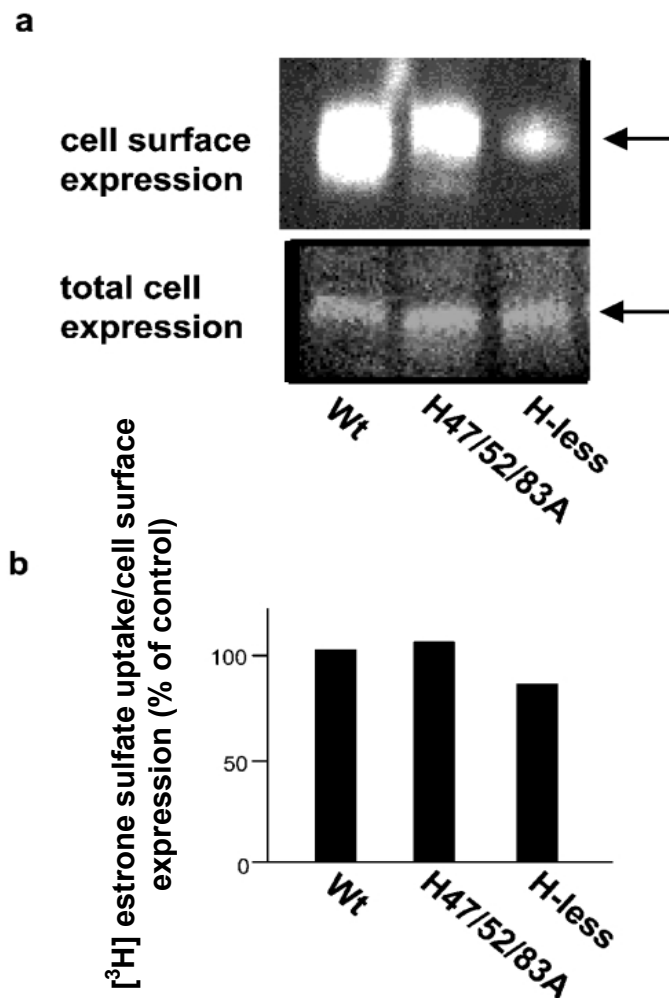 a
cell surface
expression
total cell
expression
Wt
H47/52/83A
H-less
b
[³H] estrone sulfate uptake/cell surface
expression (% of control)
100
50
0
Wt
H47/52/83A
H-less